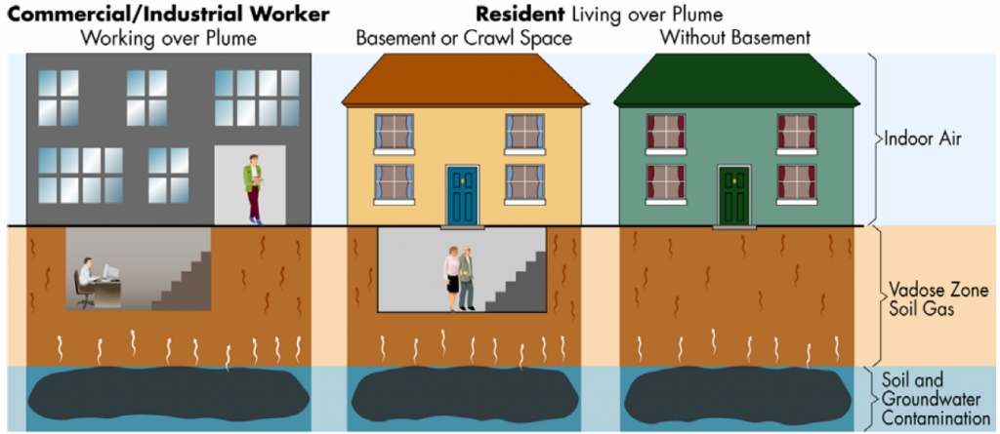 Commercial/Industrial Worker
Working over Plume
Resident Living over Plume
Basement or Crawl Space
Without Basement
Indoor Air
Vadose Zone
Soil Gas
Soil and
Groundwater
Contamination